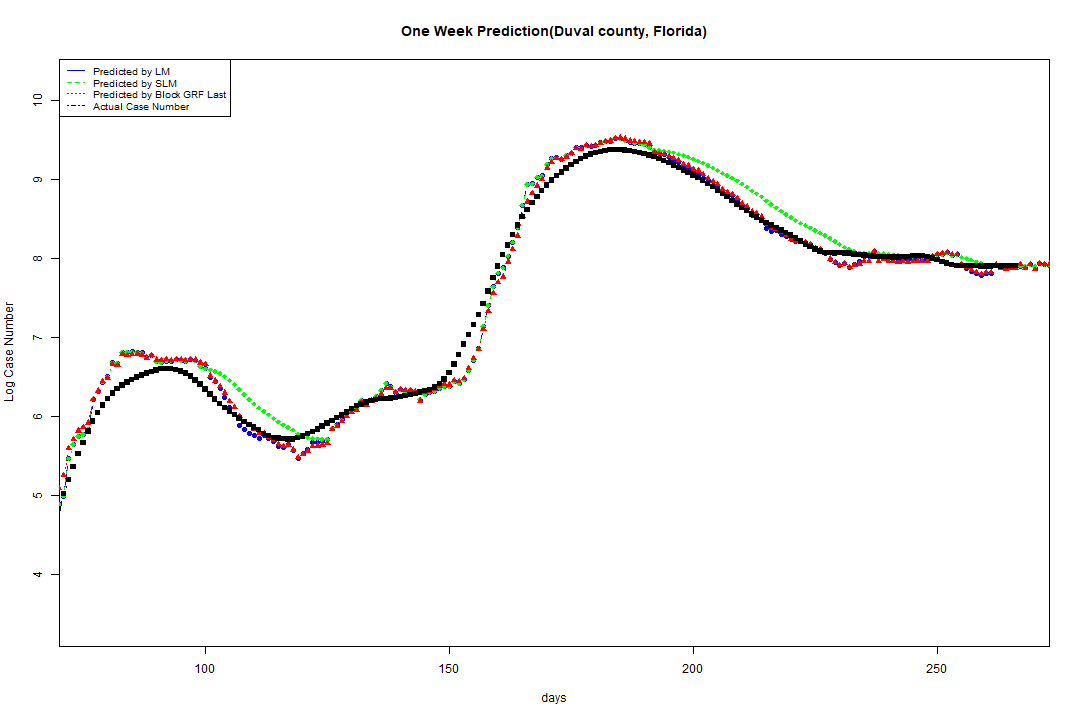 One Week Prediction(Duval county, Florida)
Predicted by LM
Predicted by SLM
Predicted by Block GRF Last
Actual Case Number
10
9
8
7
6
5
4
Log Case Number
100 150 200 250
days